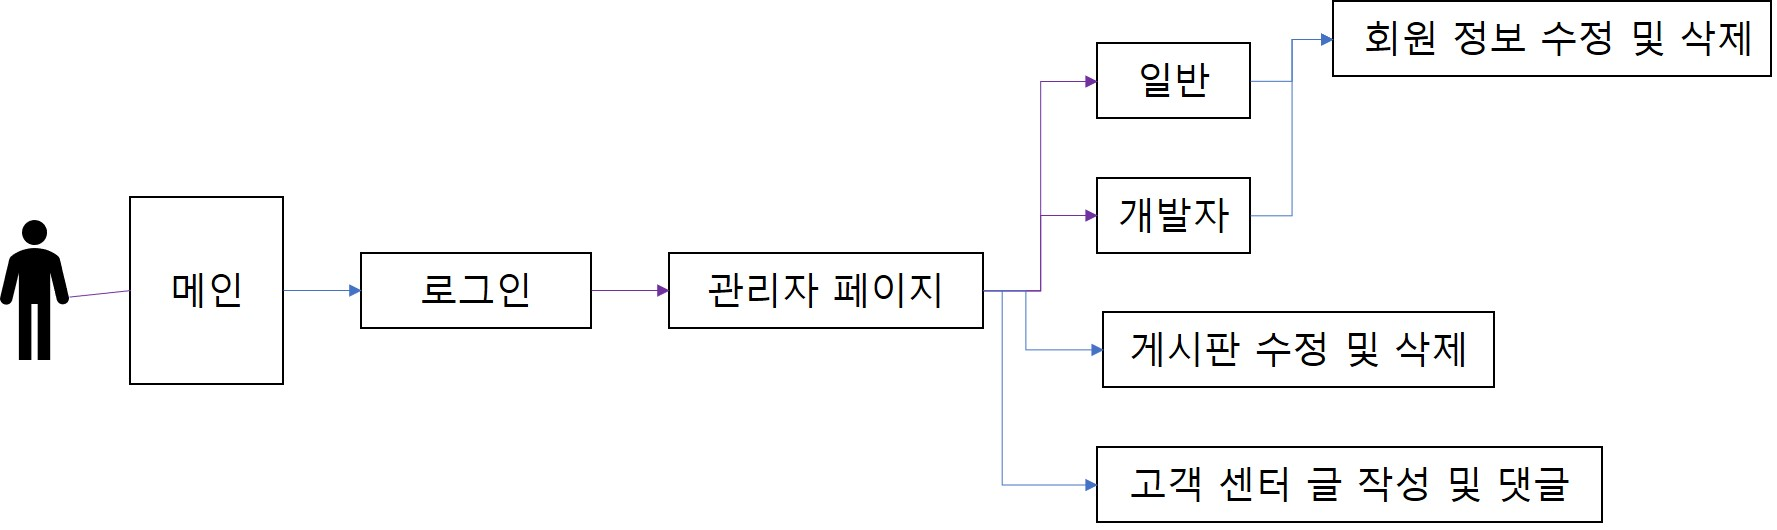 메인
로그인
관리자 페이지
일반
개발자
회원 정보 수정 및 삭제
게시판 수정 및 삭제
고객 센터 글 작성 및 댓글